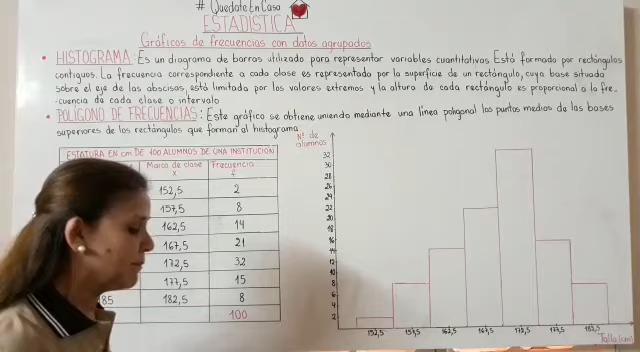 # QuedateEnCasa
ESTADÍSTICA
Gráficos de frecuencias con datos agrupados
• HISTOGRAMA: Es un diagrama de barras utilizado para representar variables cuantitativas. Está formado por rectángulos
contiguos. La frecuencia correspondiente a cada clase es representado por la superficie de un rectángulo, cuya base situada
sobre el eje de las abscisas, está limitada por los valores extremos y la altura de cada rectángulo es proporcional a la fre-
cuencia de cada clase o intervalo
• POLÍGONO DE FRECUENCIAS: Este gráfico se obtiene uniendo mediante una línea poligonal los puntos medios de las bases
superiores de los rectángulos que forman al histograma
ESTATURA EN cm DE 100 ALUMNOS DE UNA INSTITUCIÓN
Marca de clase Frecuencia
x f
152,5 2
157,5 8
162,5 14
167,5 21
172,5 32
177,5 15
85 182,5 8
100
Nº de
alumnos
32
30
28
26
24
22
20
18
16
14
12
10
8
6
4
2
152,5 157,5 162,5 167,5 172,5 177,5 182,5
Talla (cm)